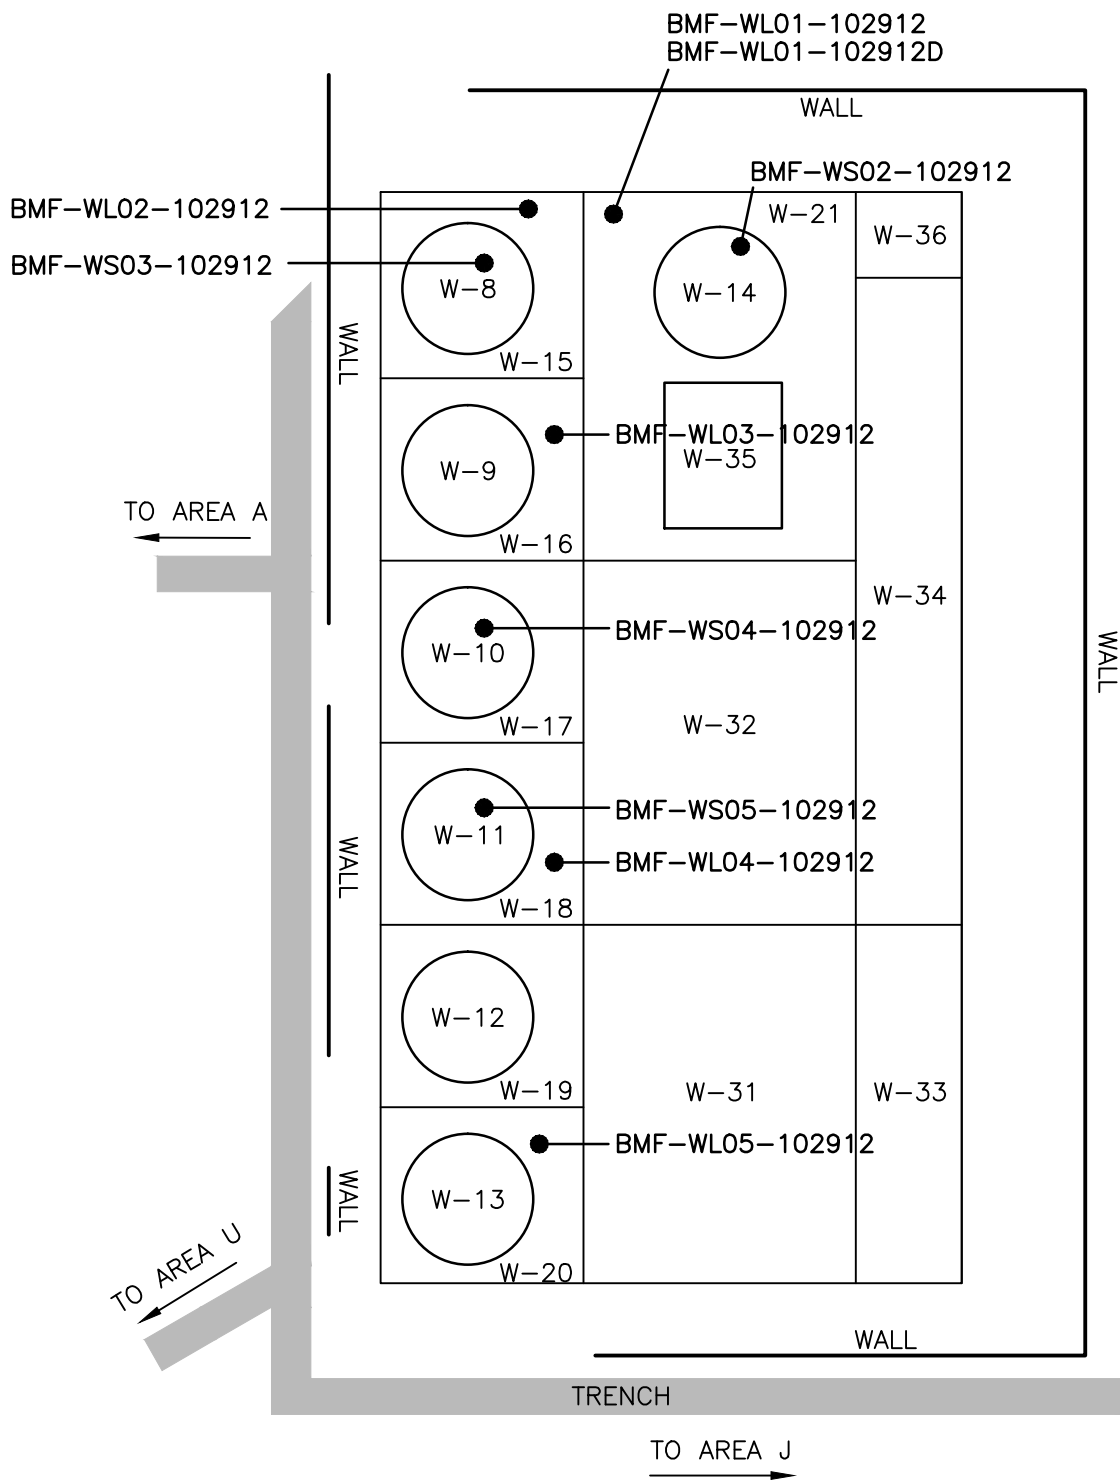 BMF-WL01-102912
BMF-WL01-102912D
WALL
BMF-WS02-102912
BMF-WL02-102912
W-21
W-36
BMF-WS03-102912
W-8
W-14
WALL
W-15
BMF-WL03-102912
W-9
W-35
TO AREA A
W-16
W-34
BMF-WS04-102912
W-10
WALL
W-17
W-32
BMF-WS05-102912
W-11
WALL
BMF-WL04-102912
W-18
W-12
W-19
W-31
W-33
BMF-WL05-102912
W-13
WALL
TO AREA U
W-20
WALL
TRENCH
TO AREA J